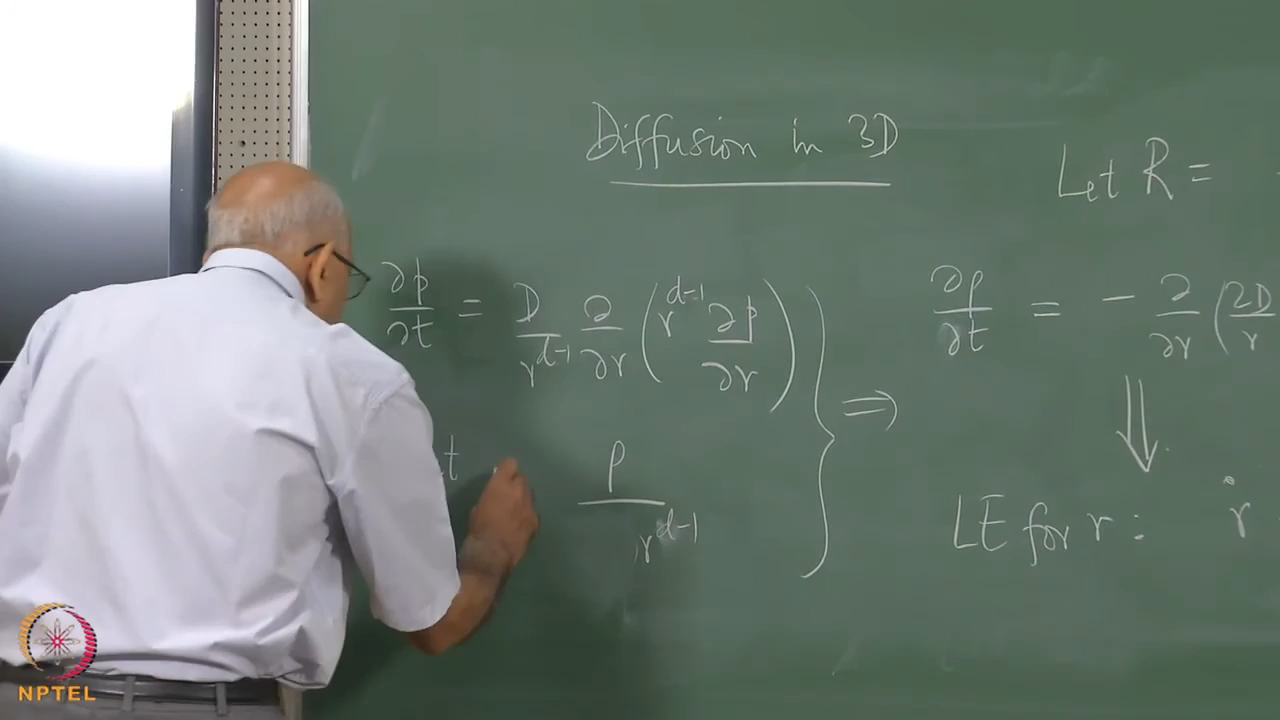 Diffusion in 3D
Let R =
∂p/∂t = D/r^{d-1} ∂/∂r ( r^{d-1} ∂p/∂r ) } ⇒
∂ρ/∂t = - ∂/∂r ( 2D/r
⇓
t
ρ/r^{d-1}
LE for r : ṙ
NPTEL